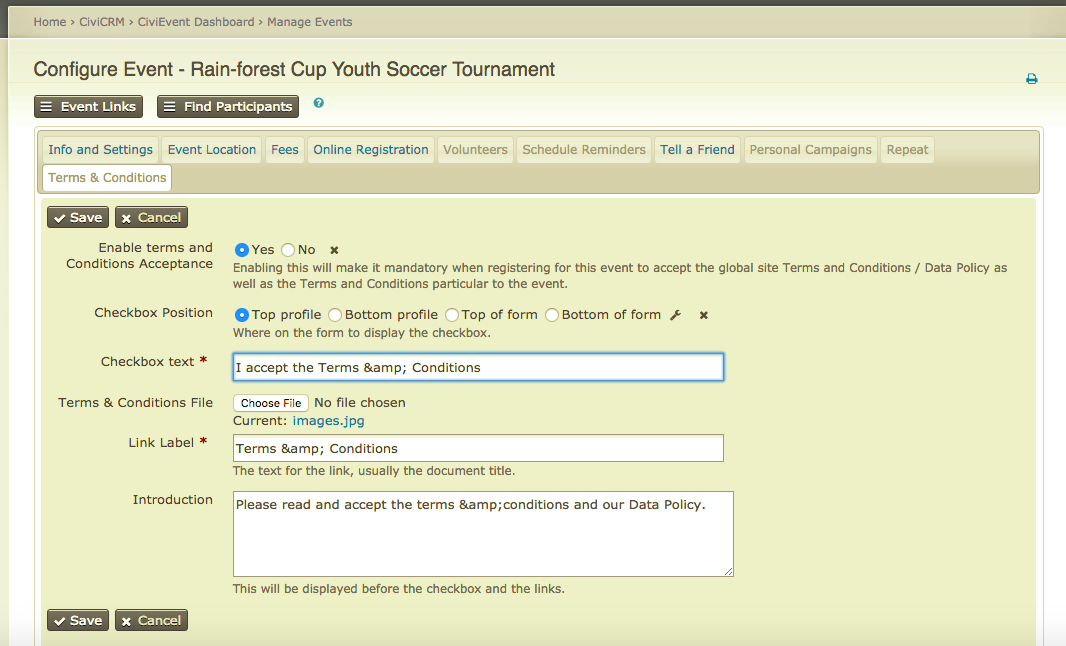 Home › CiviCRM › CiviEvent Dashboard › Manage Events
Configure Event - Rain-forest Cup Youth Soccer Tournament
Event Links Find Participants ?
Info and Settings Event Location Fees Online Registration Volunteers Schedule Reminders Tell a Friend Personal Campaigns Repeat
Terms & Conditions
Save Cancel
Enable terms and
Conditions Acceptance
Yes No
Enabling this will make it mandatory when registering for this event to accept the global site Terms and Conditions / Data Policy as
well as the Terms and Conditions particular to the event.
Checkbox Position Top profile Bottom profile Top of form Bottom of form
Where on the form to display the checkbox.
Checkbox text * I accept the Terms &amp; Conditions
Terms & Conditions File Choose File No file chosen
Current: images.jpg
Link Label * Terms &amp; Conditions
The text for the link, usually the document title.
Introduction Please read and accept the terms &amp;conditions and our Data Policy.
This will be displayed before the checkbox and the links.
Save Cancel